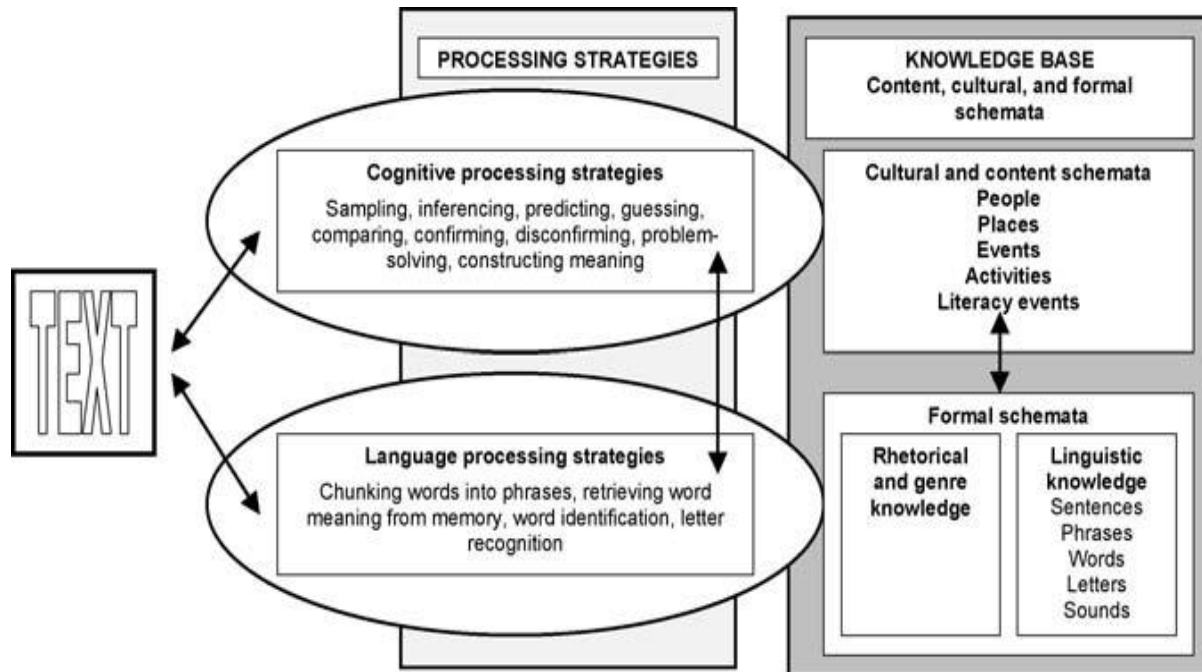 TEXT
PROCESSING STRATEGIES
Cognitive processing strategies
Sampling, inferencing, predicting, guessing,
comparing, confirming, disconfirming, problem-
solving, constructing meaning
Language processing strategies
Chunking words into phrases, retrieving word
meaning from memory, word identification, letter
recognition
KNOWLEDGE BASE
Content, cultural, and formal
schemata
Cultural and content schemata
People
Places
Events
Activities
Literacy events
Formal schemata
Rhetorical
and genre
knowledge
Linguistic
knowledge
Sentences
Phrases
Words
Letters
Sounds